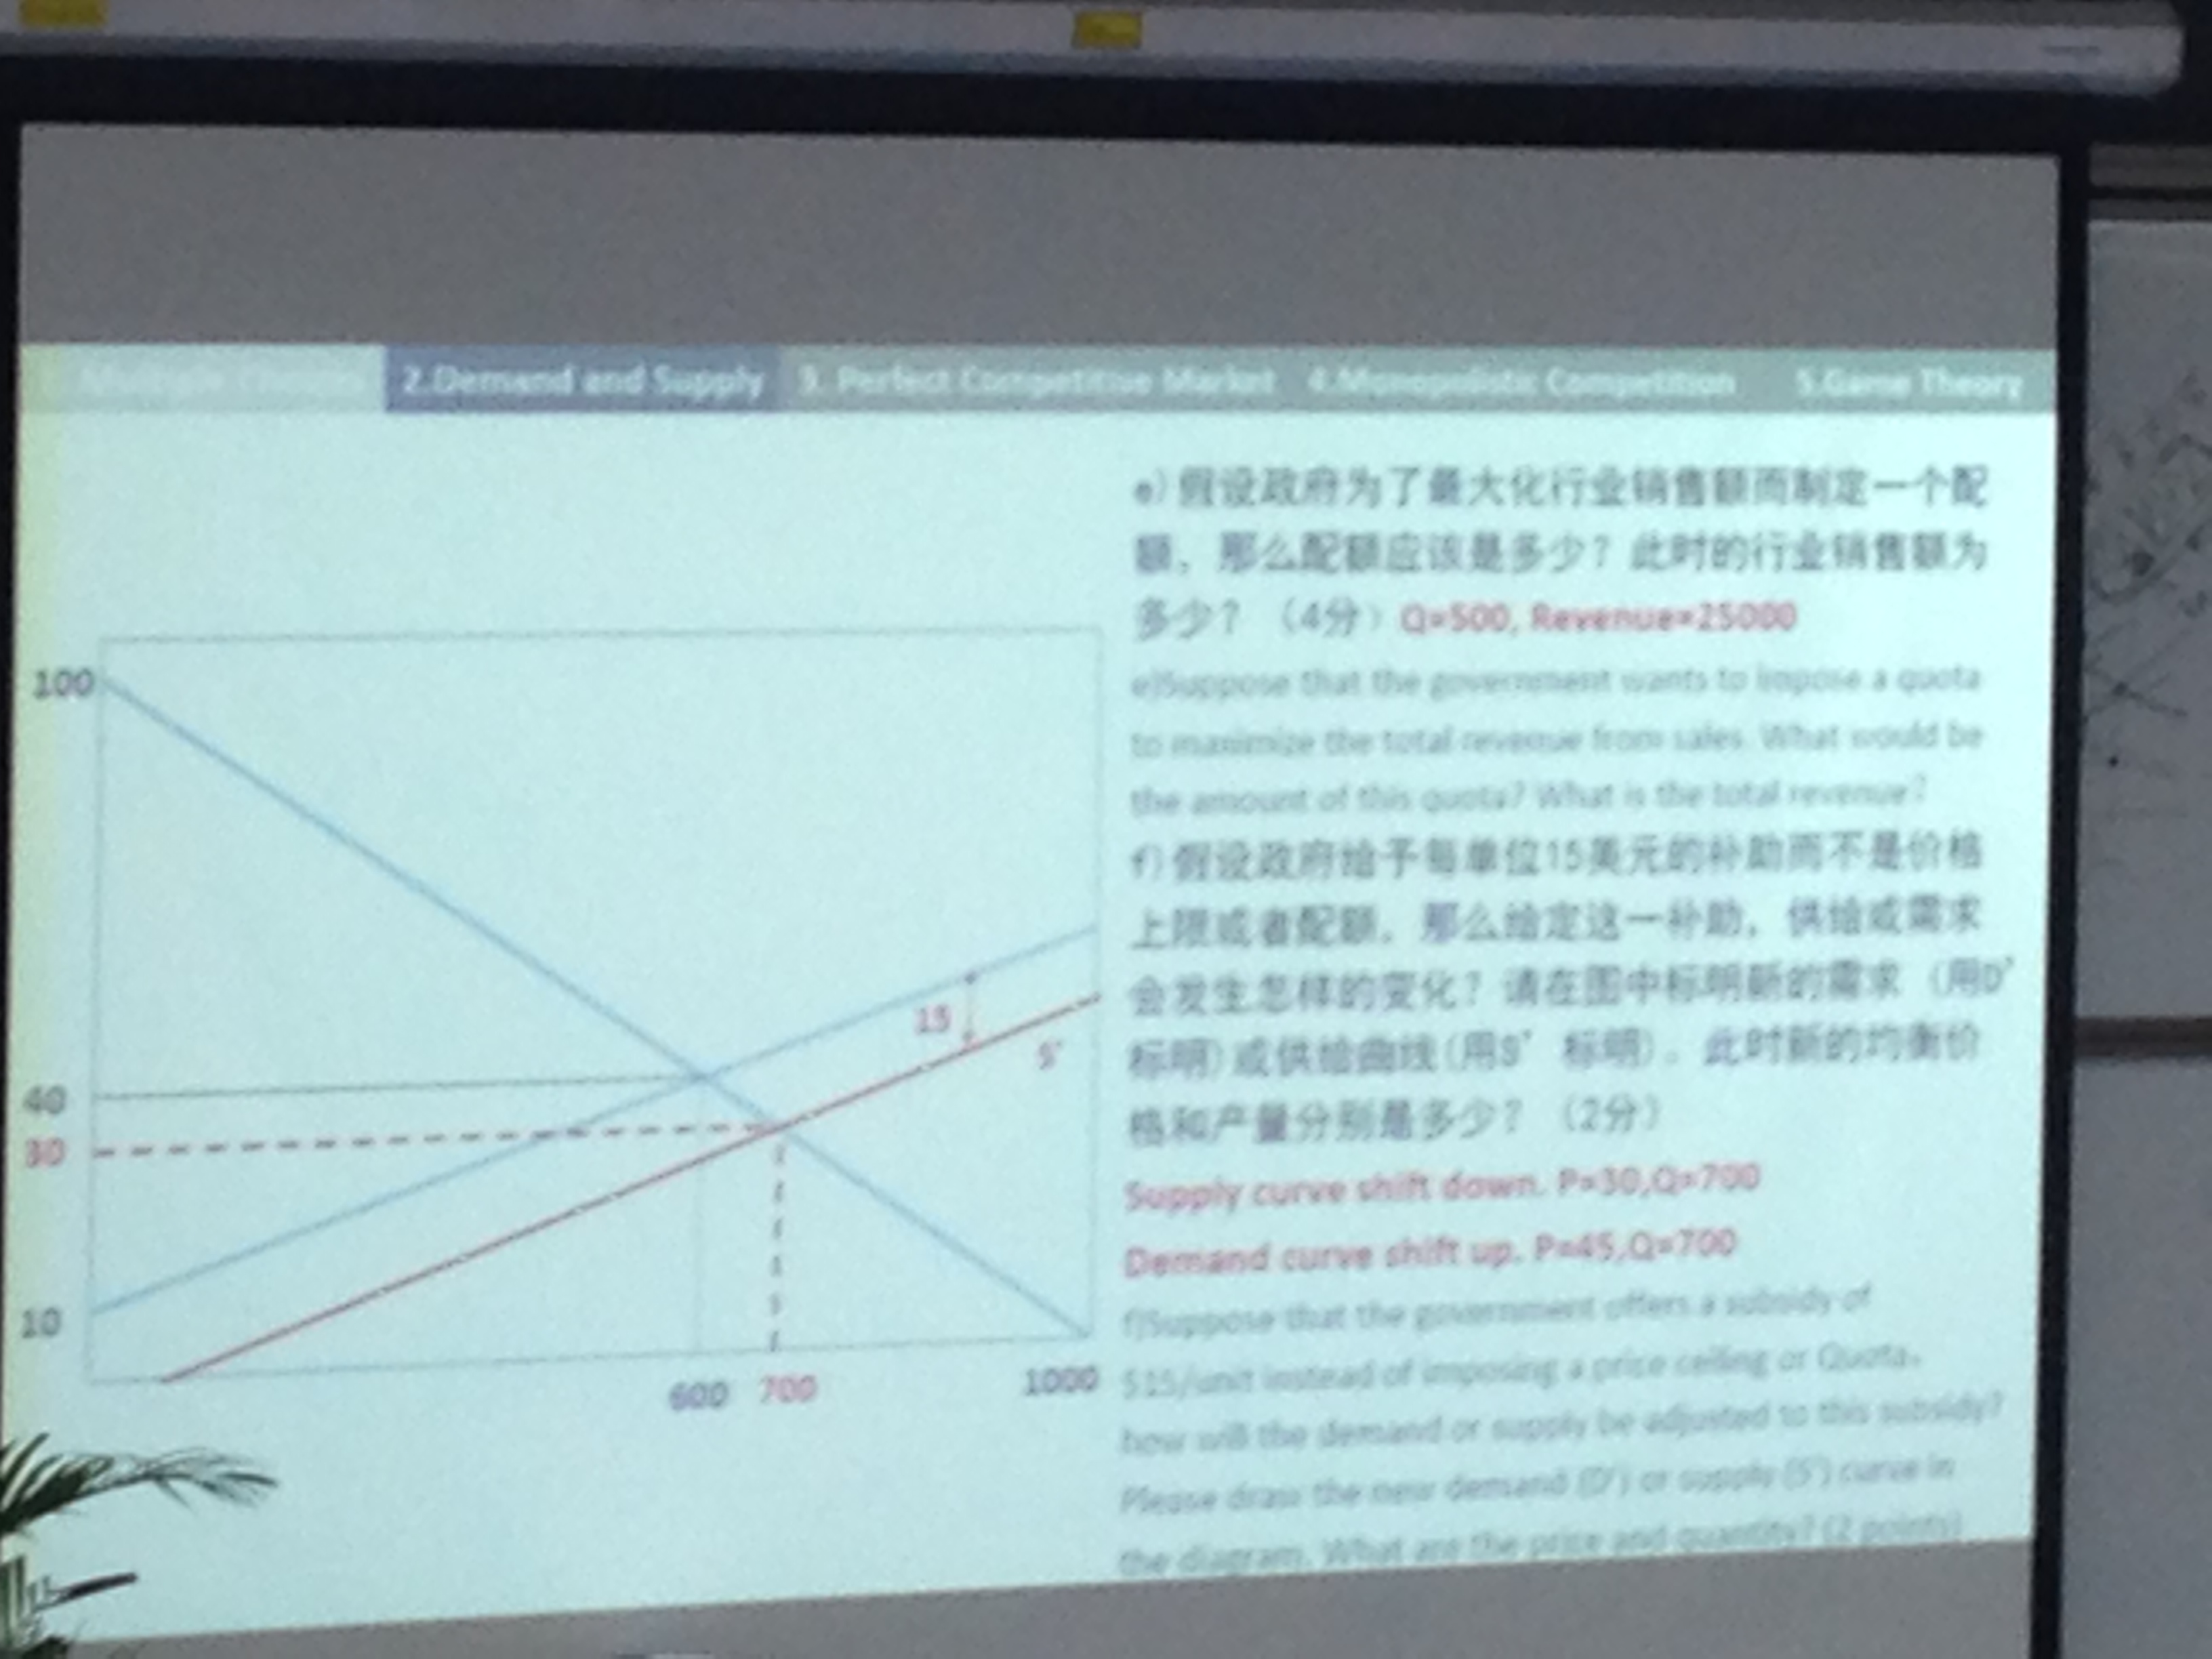 Multiple Choices 2.Demand and Supply 3. Perfect Competitive Market 4.Monopolistic Competition 5.Game Theory
e) 假设政府为了最大化行业销售额而制定一个配
额，那么配额应该是多少？此时的行业销售额为
多少？（4分）Q=500, Revenue=25000
e)Suppose that the government wants to impose a quota
to maximize the total revenue from sales. What would be
the amount of this quota? What is the total revenue?
f) 假设政府给予每单位15美元的补助而不是价格
上限或者配额，那么给定这一补助，供给或需求
会发生怎样的变化？请在图中标明新的需求（用D'
标明) 或供给曲线(用S' 标明)。此时新的均衡价
格和产量分别是多少？（2分）
Supply curve shift down. P=30,Q=700
Demand curve shift up. P=45,Q=700
f)Suppose that the government offers a subsidy of
$15/unit instead of imposing a price ceiling or Quota.
how will the demand or supply be adjusted to this subsidy?
Please draw the new demand (D') or supply (S') curve in
the diagram. What are the price and quantity? (2 points)
100
40
30
10
15
S'
600 700 1000